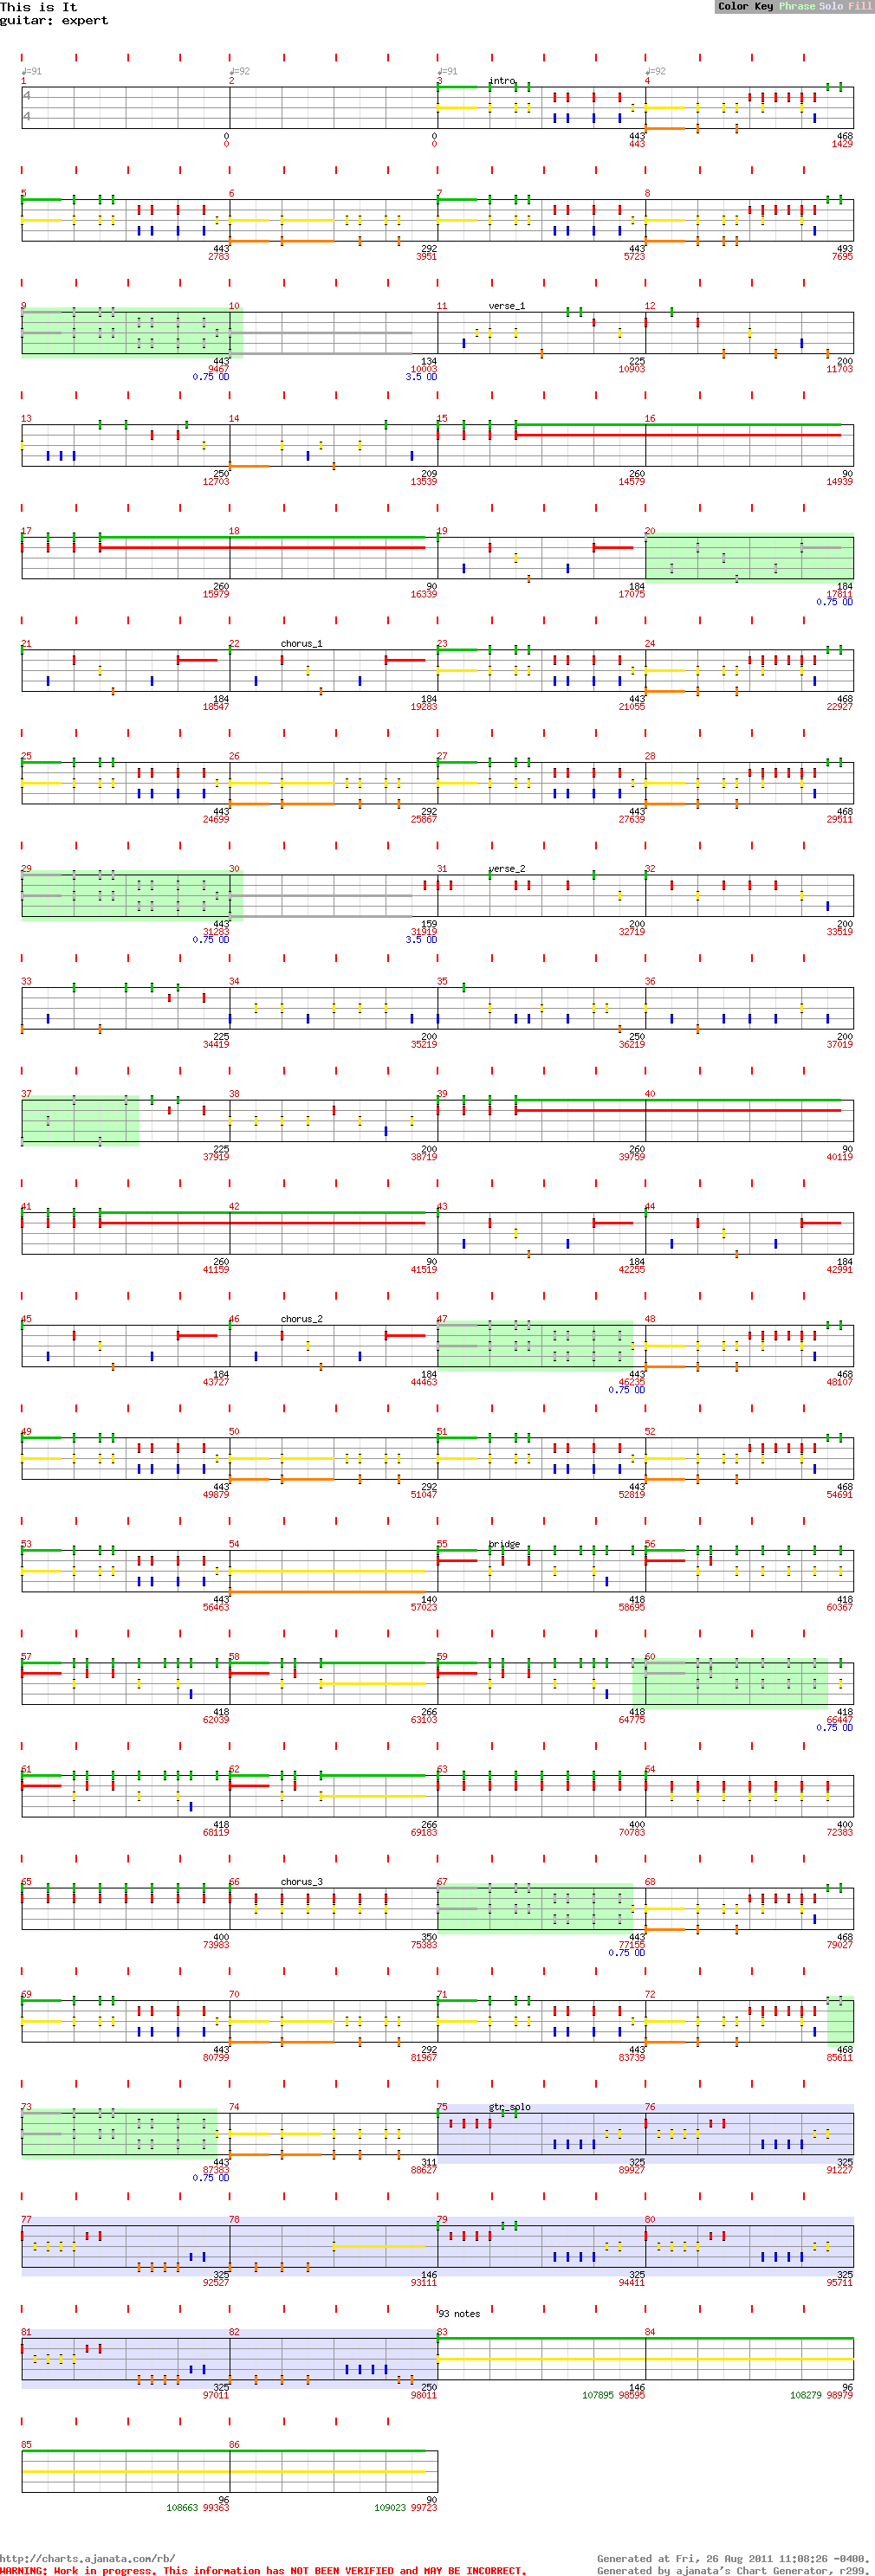 This is It
guitar: expert
Color Key Phrase Solo Fill
♩=91 ♩=92 ♩=91 ♩=92
1 2 3 intro 4
4
4
0 0 443 468
0 0 443 1429
5 6 7 8
443 292 443 493
2783 3951 5723 7695
9 10 11 verse_1 12
443 134 225 200
9467 10003 10903 11703
0.75 OD 3.5 OD
13 14 15 16
250 209 260 90
12703 13539 14579 14939
17 18 19 20
260 90 184 184
15979 16339 17075 17811
0.75 OD
21 22 chorus_1 23 24
184 184 443 468
18547 19283 21055 22927
25 26 27 28
443 292 443 468
24699 25867 27639 29511
29 30 31 verse_2 32
443 159 200 200
31283 31919 32719 33519
0.75 OD 3.5 OD
33 34 35 36
225 200 250 200
34419 35219 36219 37019
37 38 39 40
225 200 260 90
37919 38719 39759 40119
41 42 43 44
260 90 184 184
41159 41519 42255 42991
45 46 chorus_2 47 48
184 184 443 468
43727 44463 46235 48107
0.75 OD
49 50 51 52
443 292 443 468
49879 51047 52819 54691
53 54 55 bridge 56
443 140 418 418
56463 57023 58695 60367
57 58 59 60
418 266 418 418
62039 63103 64775 66447
0.75 OD
61 62 63 64
418 266 400 400
68119 69183 70783 72383
65 66 chorus_3 67 68
400 350 443 468
73983 75383 77155 79027
0.75 OD
69 70 71 72
443 292 443 468
80799 81967 83739 85611
73 74 75 gtr_solo 76
443 311 325 325
87383 88627 89927 91227
0.75 OD
77 78 79 80
325 146 325 325
92527 93111 94411 95711
93 notes
81 82 83 84
325 250 146 96
97011 98011 107895 98595 108279 98979
85 86
96 90
108663 99363 109023 99723
http://charts.ajanata.com/rb/ Generated at Fri, 26 Aug 2011 11:08:26 -0400.
WARNING: Work in progress. This information has NOT BEEN VERIFIED and MAY BE INCORRECT. Generated by ajanata's Chart Generator, r299.